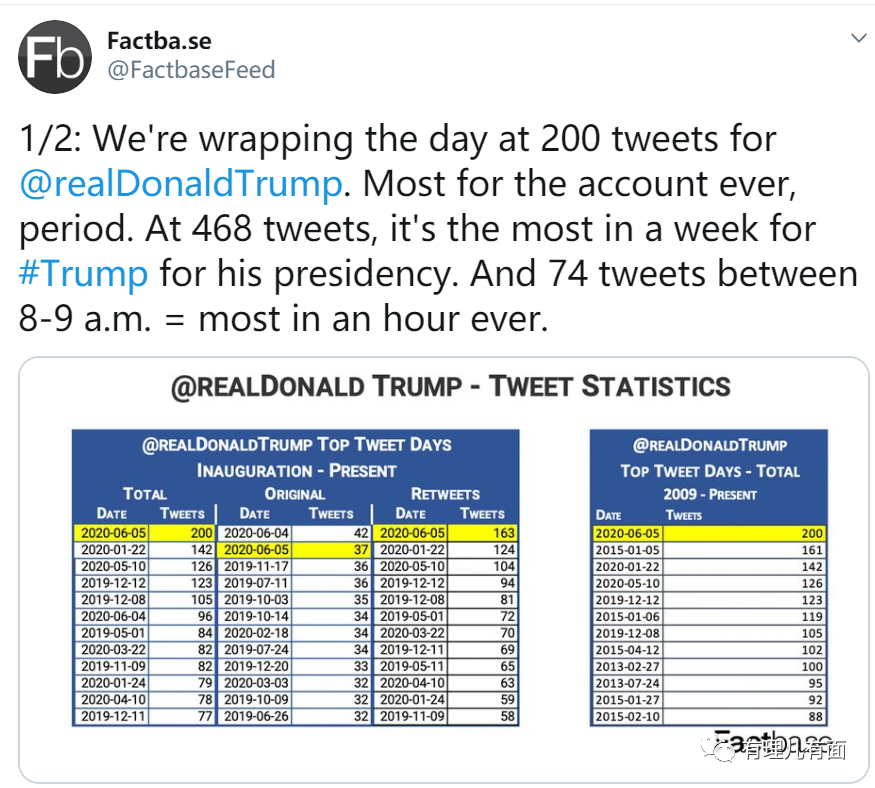 Fb
Factba.se
@FactbaseFeed
1/2: We're wrapping the day at 200 tweets for
@realDonaldTrump. Most for the account ever,
period. At 468 tweets, it's the most in a week for
#Trump for his presidency. And 74 tweets between
8-9 a.m. = most in an hour ever.
@REALDONALD TRUMP - TWEET STATISTICS
@REALDONALDTRUMP TOP TWEET DAYS
INAUGURATION - PRESENT
TOTAL ORIGINAL RETWEETS
DATE TWEETS DATE TWEETS DATE TWEETS
2020-06-05 200 2020-06-04 42 2020-06-05 163
2020-01-22 142 2020-06-05 37 2020-01-22 124
2020-05-10 126 2019-11-17 36 2020-05-10 104
2019-12-12 123 2019-07-11 36 2019-12-12 94
2019-12-08 105 2019-10-03 35 2019-12-08 81
2020-06-04 96 2019-10-14 34 2019-05-01 72
2019-05-01 84 2020-02-18 34 2020-03-22 70
2020-03-22 82 2019-07-24 34 2019-12-11 69
2019-11-09 82 2019-12-20 33 2019-05-11 65
2020-01-24 79 2020-03-03 32 2020-04-10 63
2020-04-10 78 2019-10-09 32 2020-01-24 59
2019-12-11 77 2019-06-26 32 2019-11-09 58
@REALDONALDTRUMP
TOP TWEET DAYS - TOTAL
2009 - PRESENT
DATE TWEETS
2020-06-05 200
2015-01-05 161
2020-01-22 142
2020-05-10 126
2019-12-12 123
2015-01-06 119
2019-12-08 105
2015-04-12 102
2013-02-27 100
2013-07-24 95
2015-01-27 92
2015-02-10 88
Factba.se
有理儿有面